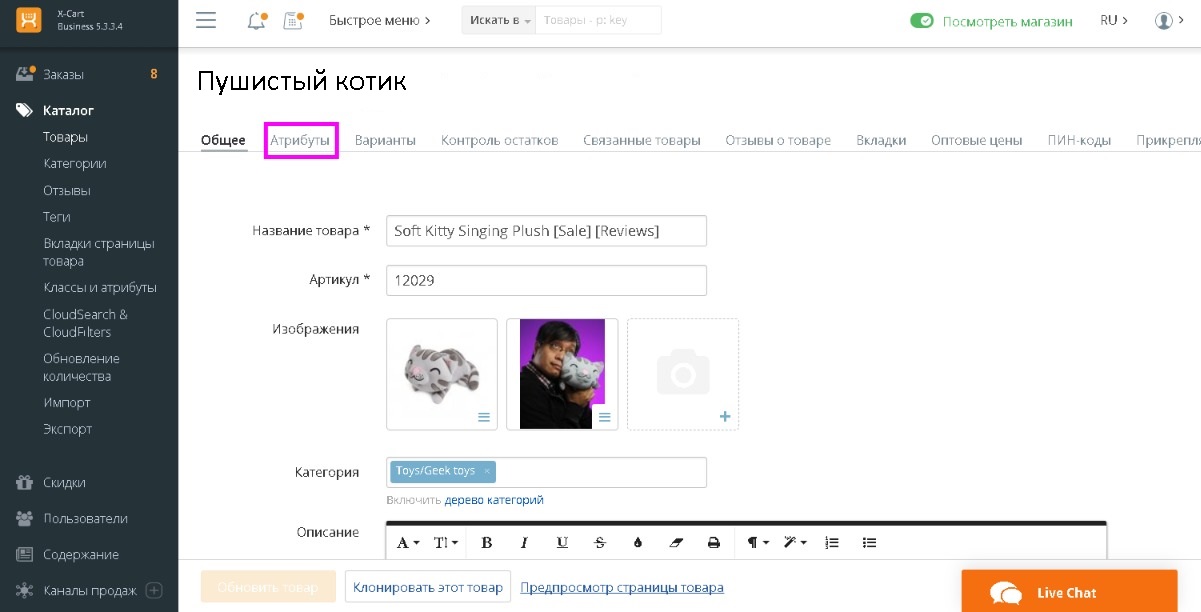 X-Cart
Business 5.3.3.4
Быстрое меню
Искать в
Товары - p: key
Посмотреть магазин
RU
Заказы 8
Каталог
Товары
Категории
Отзывы
Теги
Вкладки страницы
товара
Классы и атрибуты
CloudSearch &
CloudFilters
Обновление
количества
Импорт
Экспорт
Скидки
Пользователи
Содержание
Каналы продаж
Пушистый котик
Общее Атрибуты Варианты Контроль остатков Связанные товары Отзывы о товаре Вкладки Оптовые цены ПИН-коды Прикрепля
Название товара * Soft Kitty Singing Plush [Sale] [Reviews]
Артикул * 12029
Изображения
Категория Toys/Geek toys ×
Включить дерево категорий
Описание
A T B I U S
Обновить товар Клонировать этот товар Предпросмотр страницы товара
Live Chat